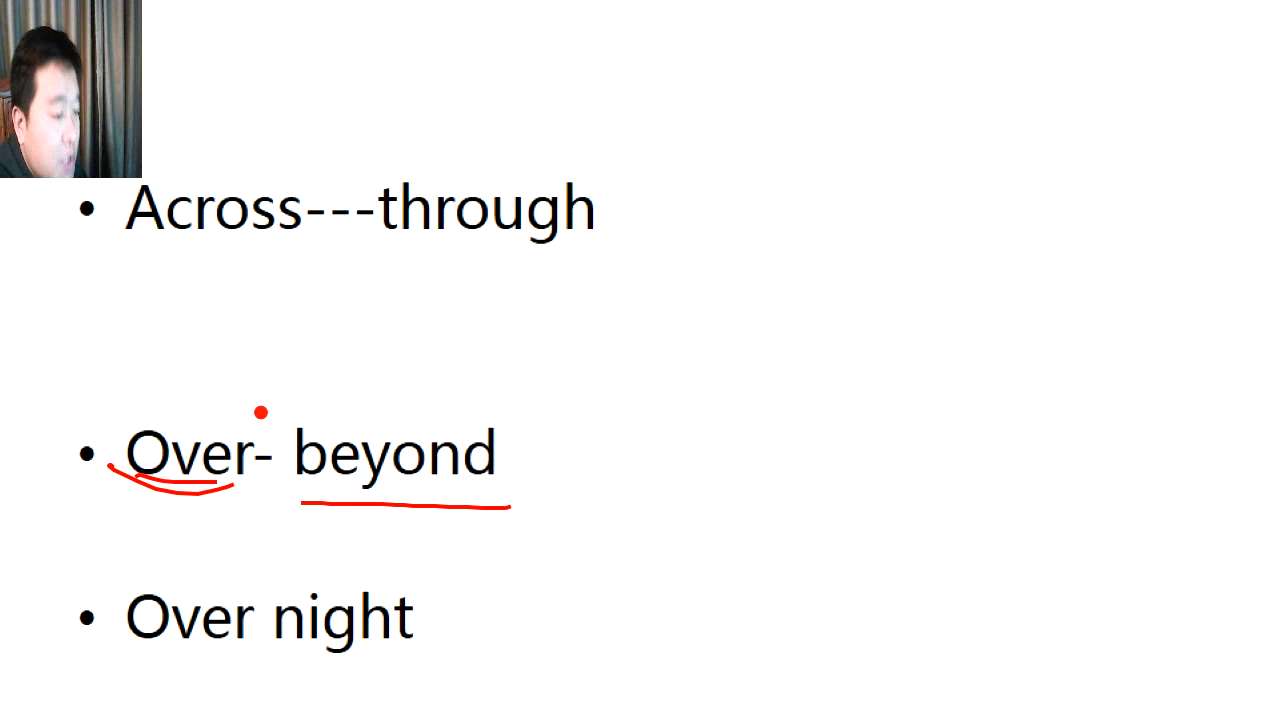 • Across---through
• Over- beyond
• Over night